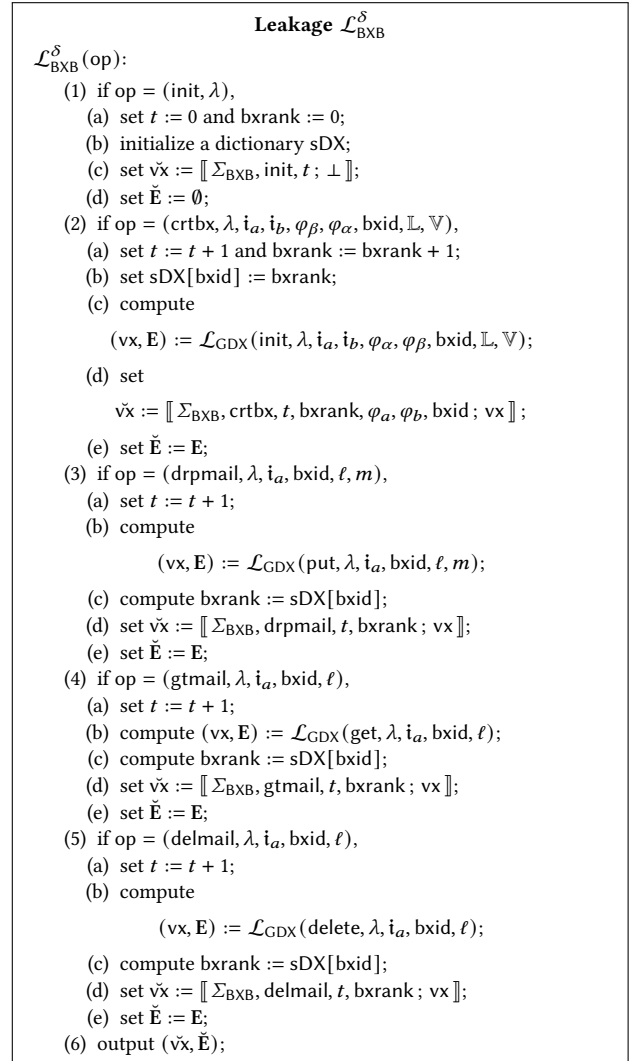 Leakage 𝓛^δ_BXB
𝓛^δ_BXB(op):
(1) if op = (init, λ),
(a) set t := 0 and bxrank := 0;
(b) initialize a dictionary sDX;
(c) set v̆x := ⟦ Σ_BXB, init, t ; ⊥ ⟧;
(d) set Ĕ := ∅;
(2) if op = (crtbx, λ, i_a, i_b, φ_β, φ_α, bxid, 𝕃, 𝕍),
(a) set t := t + 1 and bxrank := bxrank + 1;
(b) set sDX[bxid] := bxrank;
(c) compute
(vx, E) := 𝓛_GDX(init, λ, i_a, i_b, φ_α, φ_β, bxid, 𝕃, 𝕍);
(d) set
v̆x := ⟦ Σ_BXB, crtbx, t, bxrank, φ_a, φ_b, bxid ; vx ⟧ ;
(e) set Ĕ := E;
(3) if op = (drpmail, λ, i_a, bxid, ℓ, m),
(a) set t := t + 1;
(b) compute
(vx, E) := 𝓛_GDX(put, λ, i_a, bxid, ℓ, m);
(c) compute bxrank := sDX[bxid];
(d) set v̆x := ⟦ Σ_BXB, drpmail, t, bxrank ; vx ⟧;
(e) set Ĕ := E;
(4) if op = (gtmail, λ, i_a, bxid, ℓ),
(a) set t := t + 1;
(b) compute (vx, E) := 𝓛_GDX(get, λ, i_a, bxid, ℓ);
(c) compute bxrank := sDX[bxid];
(d) set v̆x := ⟦ Σ_BXB, gtmail, t, bxrank ; vx ⟧;
(e) set Ĕ := E;
(5) if op = (delmail, λ, i_a, bxid, ℓ),
(a) set t := t + 1;
(b) compute
(vx, E) := 𝓛_GDX(delete, λ, i_a, bxid, ℓ);
(c) compute bxrank := sDX[bxid];
(d) set v̆x := ⟦ Σ_BXB, delmail, t, bxrank ; vx ⟧;
(e) set Ĕ := E;
(6) output (v̆x, Ĕ);